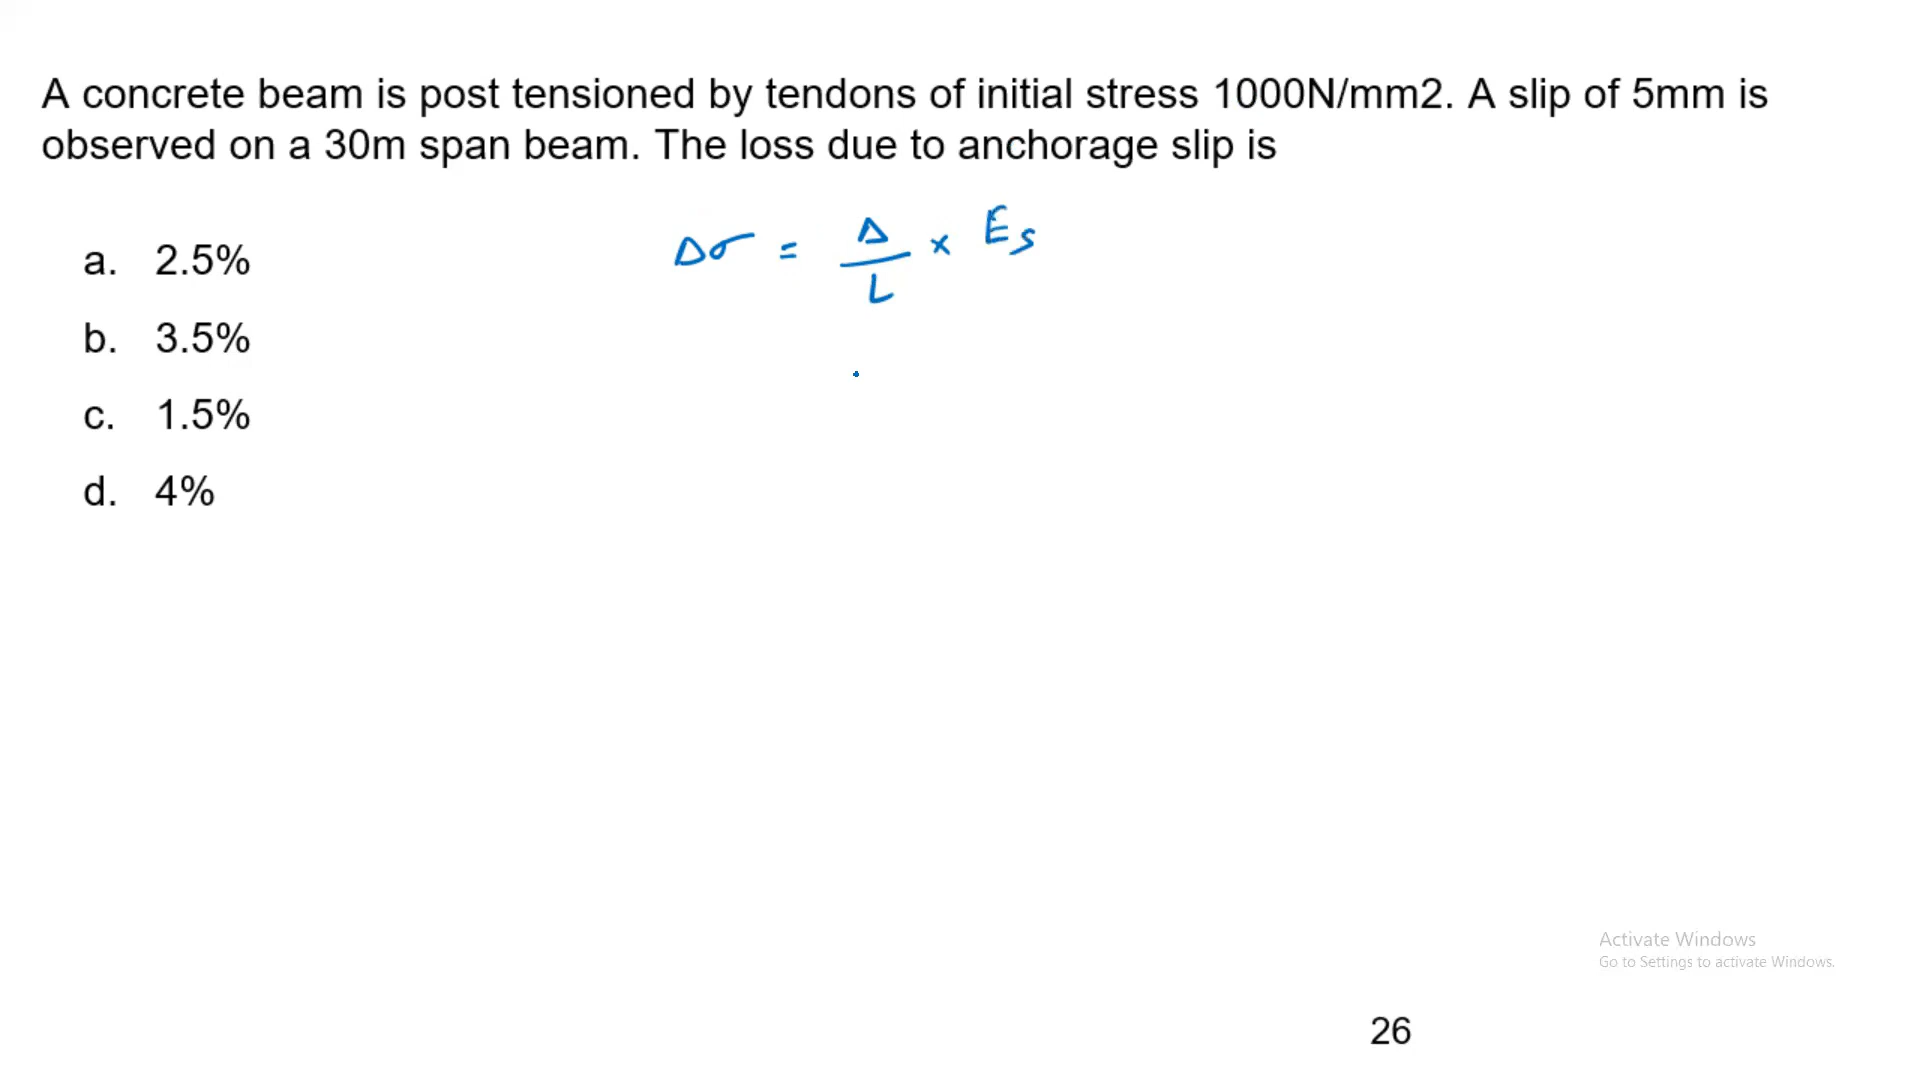 A concrete beam is post tensioned by tendons of initial stress 1000N/mm2. A slip of 5mm is
observed on a 30m span beam. The loss due to anchorage slip is
a. 2.5%
b. 3.5%
c. 1.5%
d. 4%
Δσ = Δ/L × Es
Activate Windows
Go to Settings to activate Windows.
26